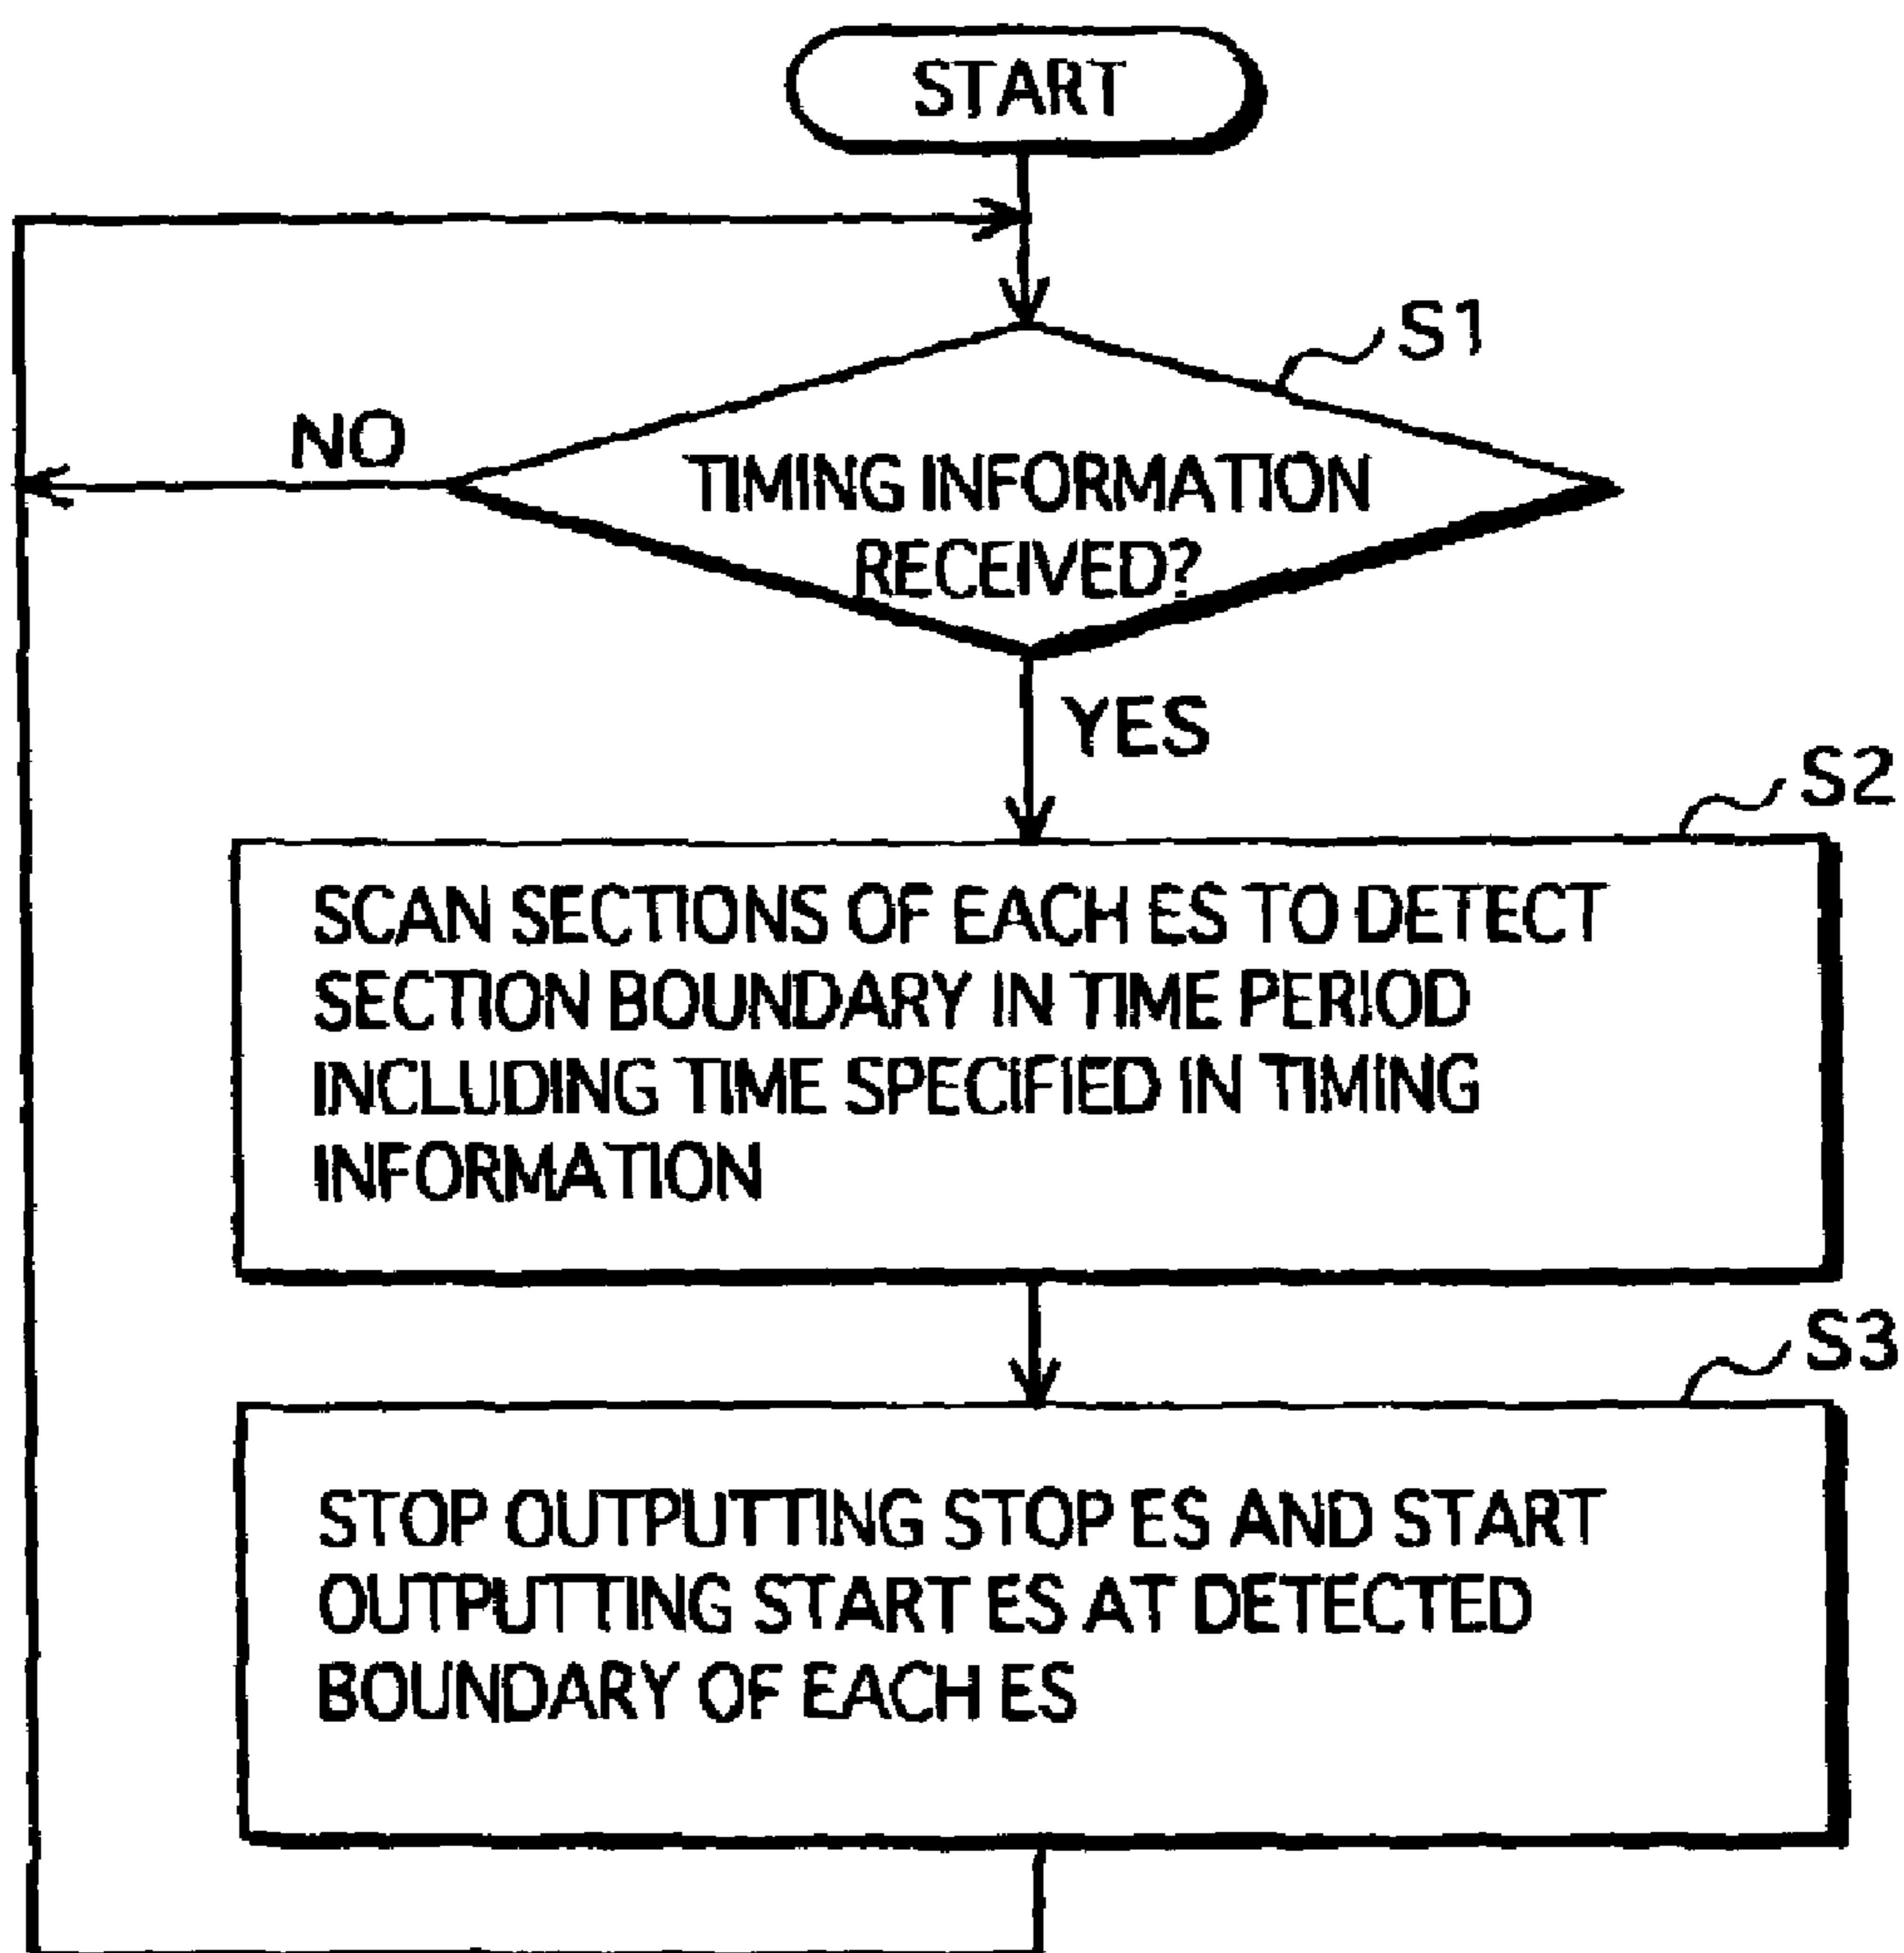 START
S1
NO
TIMING INFORMATION
RECEIVED?
YES
S2
SCAN SECTIONS OF EACH ES TO DETECT
SECTION BOUNDARY IN TIME PERIOD
INCLUDING TIME SPECIFIED IN TIMING
INFORMATION
S3
STOP OUTPUTTING STOP ES AND START
OUTPUTTING START ES AT DETECTED
BOUNDARY OF EACH ES